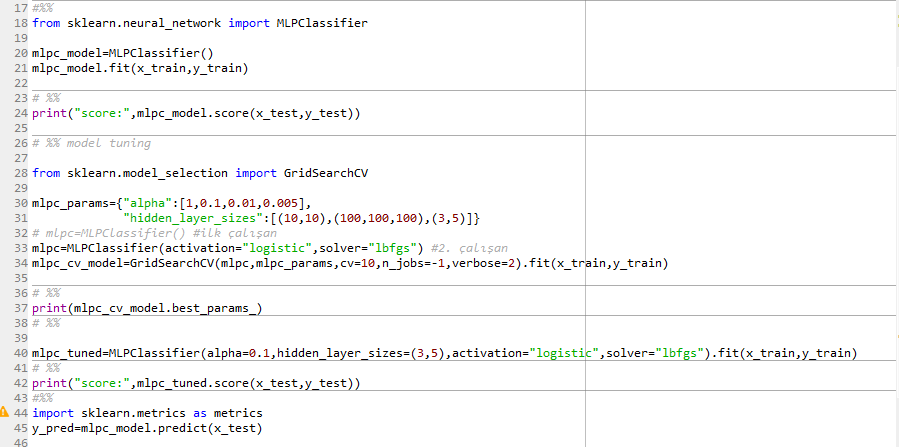 17 #%%
18 from sklearn.neural_network import MLPClassifier
19
20 mlpc_model=MLPClassifier()
21 mlpc_model.fit(x_train,y_train)
22
23 # %%
24 print("score:",mlpc_model.score(x_test,y_test))
25
26 # %% model tuning
27
28 from sklearn.model_selection import GridSearchCV
29
30 mlpc_params={"alpha":[1,0.1,0.01,0.005],
31             "hidden_layer_sizes":[(10,10),(100,100,100),(3,5)]}
32 # mlpc=MLPClassifier() #ilk çalışan
33 mlpc=MLPClassifier(activation="logistic",solver="lbfgs") #2. çalışan
34 mlpc_cv_model=GridSearchCV(mlpc,mlpc_params,cv=10,n_jobs=-1,verbose=2).fit(x_train,y_train)
35
36 # %%
37 print(mlpc_cv_model.best_params_)
38 # %%
39
40 mlpc_tuned=MLPClassifier(alpha=0.1,hidden_layer_sizes=(3,5),activation="logistic",solver="lbfgs").fit(x_train,y_train)
41 # %%
42 print("score:",mlpc_tuned.score(x_test,y_test))
43 #%%
44 import sklearn.metrics as metrics
45 y_pred=mlpc_model.predict(x_test)
46